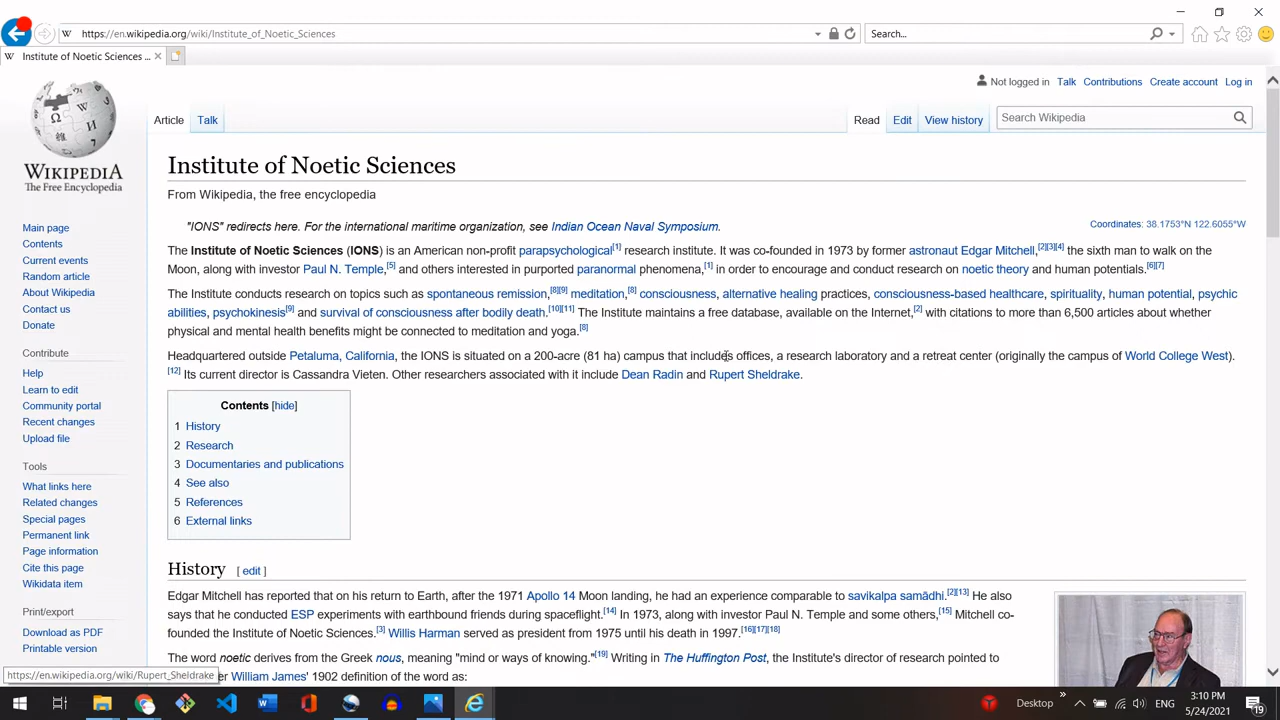 https://en.wikipedia.org/wiki/Institute_of_Noetic_Sciences
Search...
W Institute of Noetic Sciences ...
Not logged in Talk Contributions Create account Log in
Article Talk
Read Edit View history
Search Wikipedia
WIKIPEDIA
The Free Encyclopedia
Main page
Contents
Current events
Random article
About Wikipedia
Contact us
Donate
Contribute
Help
Learn to edit
Community portal
Recent changes
Upload file
Tools
What links here
Related changes
Special pages
Permanent link
Page information
Cite this page
Wikidata item
Print/export
Download as PDF
Printable version
Institute of Noetic Sciences
From Wikipedia, the free encyclopedia
"IONS" redirects here. For the international maritime organization, see Indian Ocean Naval Symposium.
Coordinates: 38.1753°N 122.6055°W
The Institute of Noetic Sciences (IONS) is an American non-profit parapsychological[1] research institute. It was co-founded in 1973 by former astronaut Edgar Mitchell,[2][3][4] the sixth man to walk on the
Moon, along with investor Paul N. Temple,[5] and others interested in purported paranormal phenomena,[1] in order to encourage and conduct research on noetic theory and human potentials.[6][7]
The Institute conducts research on topics such as spontaneous remission,[8][9] meditation,[8] consciousness, alternative healing practices, consciousness-based healthcare, spirituality, human potential, psychic
abilities, psychokinesis[9] and survival of consciousness after bodily death.[10][11] The Institute maintains a free database, available on the Internet,[2] with citations to more than 6,500 articles about whether
physical and mental health benefits might be connected to meditation and yoga.[8]
Headquartered outside Petaluma, California, the IONS is situated on a 200-acre (81 ha) campus that includes offices, a research laboratory and a retreat center (originally the campus of World College West).
[12] Its current director is Cassandra Vieten. Other researchers associated with it include Dean Radin and Rupert Sheldrake.
Contents [hide]
1 History
2 Research
3 Documentaries and publications
4 See also
5 References
6 External links
History [ edit ]
Edgar Mitchell has reported that on his return to Earth, after the 1971 Apollo 14 Moon landing, he had an experience comparable to savikalpa samādhi.[2][13] He also
says that he conducted ESP experiments with earthbound friends during spaceflight.[14] In 1973, along with investor Paul N. Temple and some others,[15] Mitchell co-
founded the Institute of Noetic Sciences.[3] Willis Harman served as president from 1975 until his death in 1997.[16][17][18]
The word noetic derives from the Greek nous, meaning "mind or ways of knowing."[19] Writing in The Huffington Post, the Institute's director of research pointed to
er William James' 1902 definition of the word as:
https://en.wikipedia.org/wiki/Rupert_Sheldrake
Desktop
ENG
3:10 PM
5/24/2021
19